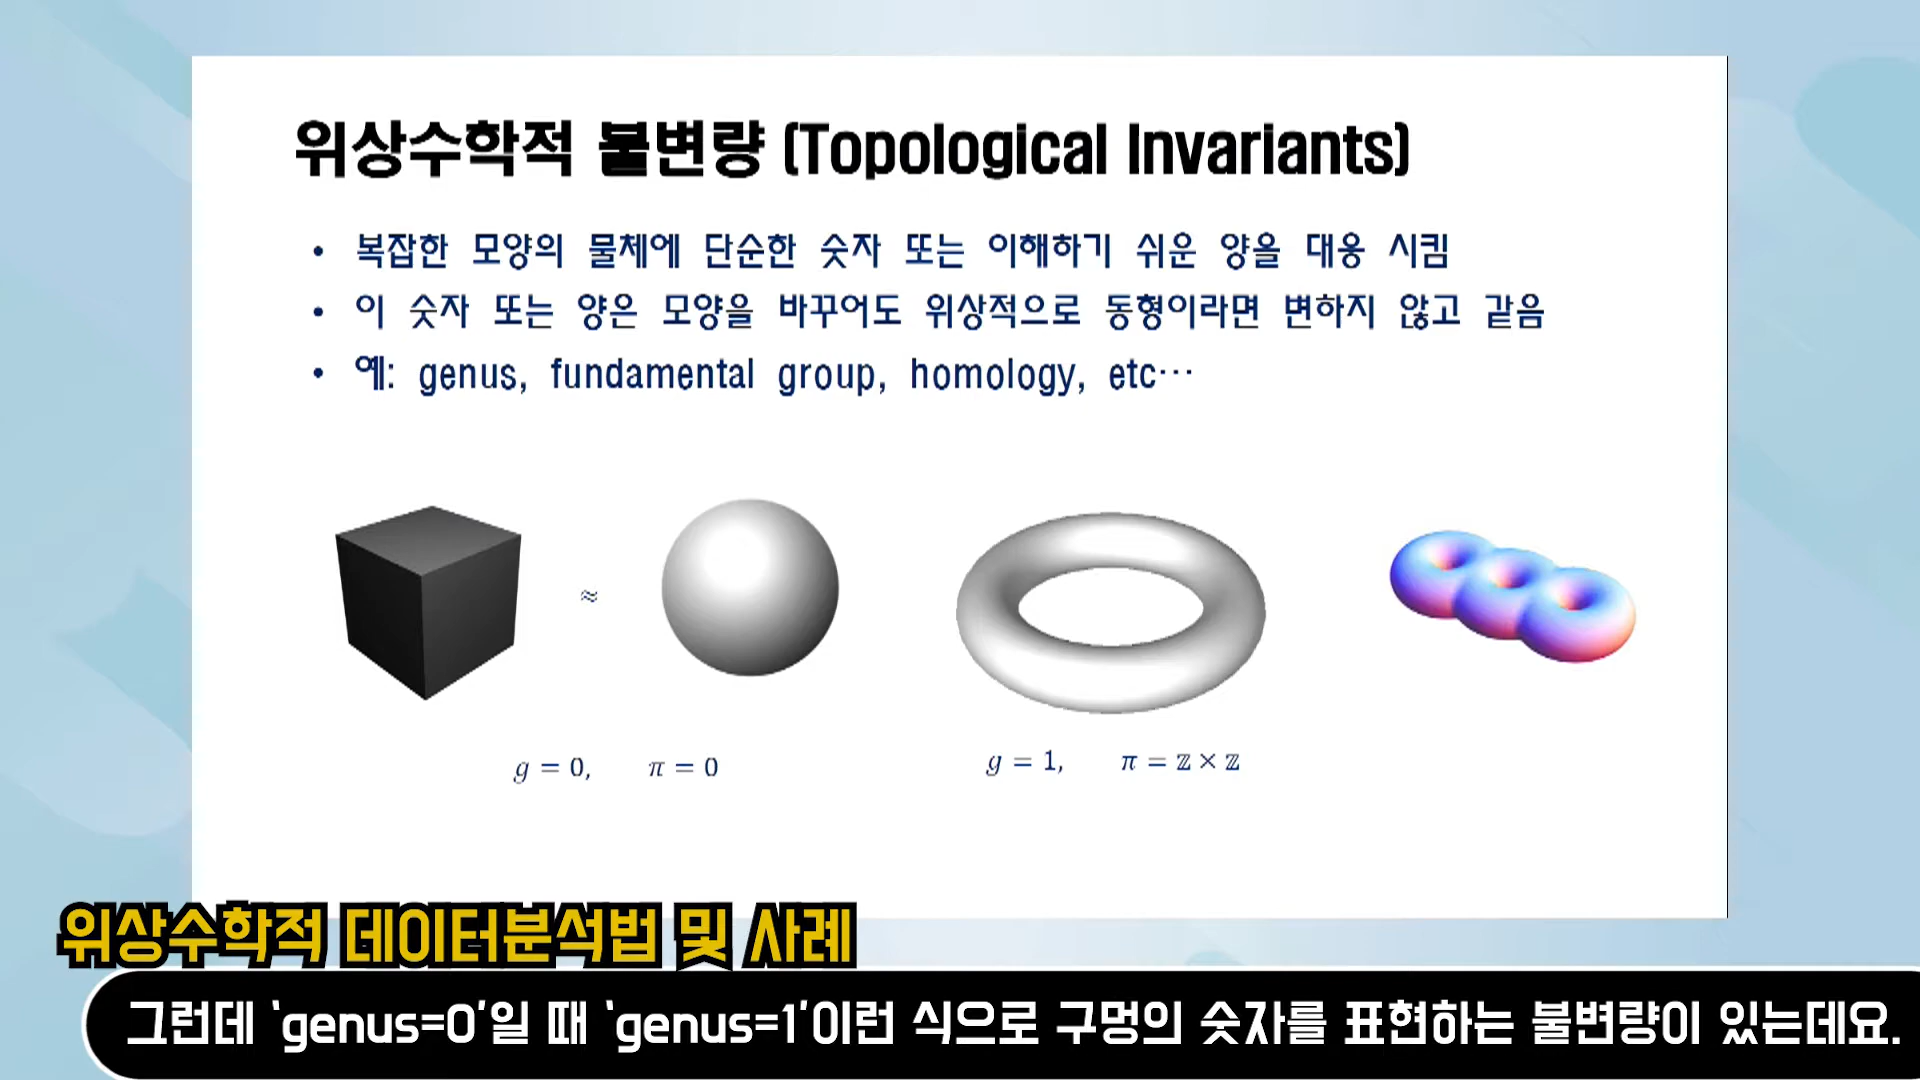 위상수학적 불변량 (Topological Invariants)
• 복잡한 모양의 물체에 단순한 숫자 또는 이해하기 쉬운 양을 대응 시킴
• 이 숫자 또는 양은 모양을 바꾸어도 위상적으로 동형이라면 변하지 않고 같음
• 예: genus, fundamental group, homology, etc…
≈
g = 0, π = 0
g = 1, π = ℤ × ℤ
위상수학적 데이터분석법 및 사례
그런데 ‘genus=0’일 때 ‘genus=1’이런 식으로 구멍의 숫자를 표현하는 불변량이 있는데요.